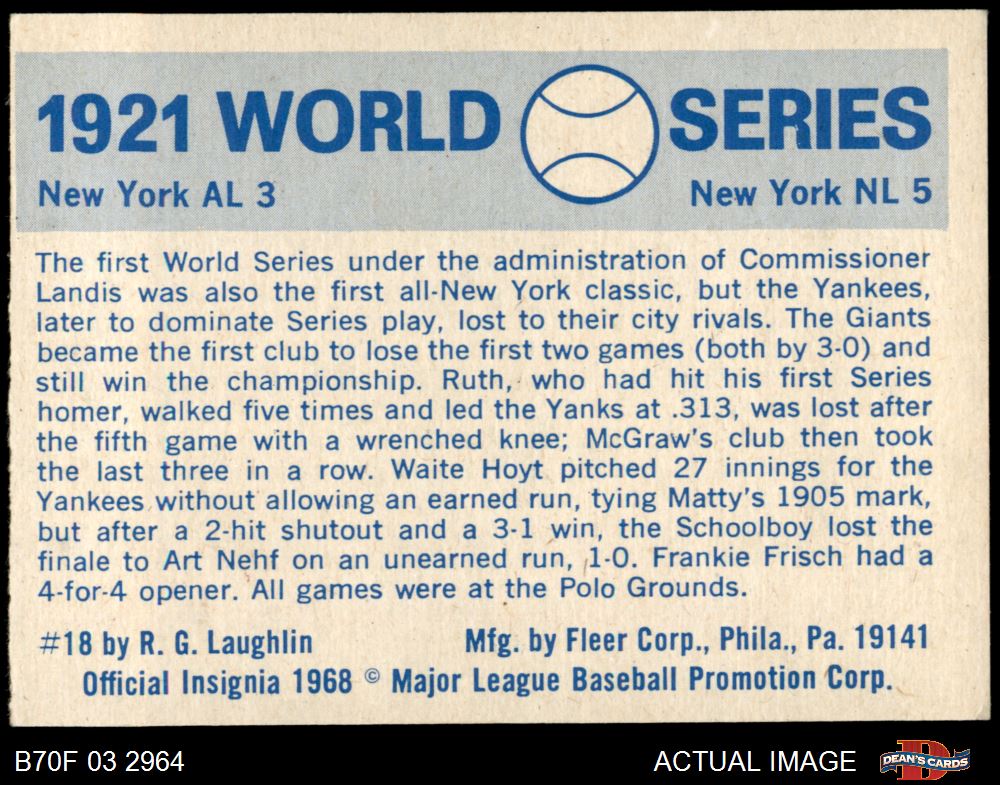 1921 WORLD SERIES
New York AL 3 New York NL 5
The first World Series under the administration of Commissioner
Landis was also the first all-New York classic, but the Yankees,
later to dominate Series play, lost to their city rivals. The Giants
became the first club to lose the first two games (both by 3-0) and
still win the championship. Ruth, who had hit his first Series
homer, walked five times and led the Yanks at .313, was lost after
the fifth game with a wrenched knee; McGraw's club then took
the last three in a row. Waite Hoyt pitched 27 innings for the
Yankees without allowing an earned run, tying Matty's 1905 mark,
but after a 2-hit shutout and a 3-1 win, the Schoolboy lost the
finale to Art Nehf on an unearned run, 1-0. Frankie Frisch had a
4-for-4 opener. All games were at the Polo Grounds.
#18 by R. G. Laughlin Mfg. by Fleer Corp., Phila., Pa. 19141
Official Insignia 1968 © Major League Baseball Promotion Corp.
B70F 03 2964 ACTUAL IMAGE D DEAN'S CARDS